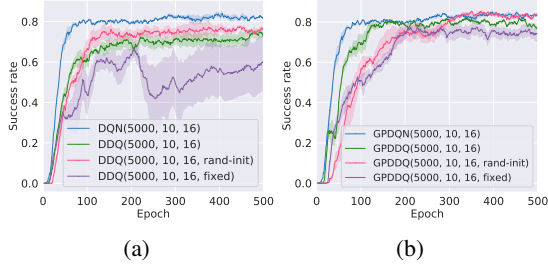 0.8
0.6
0.4
0.2
0.0
Success rate
DQN(5000, 10, 16)
DDQ(5000, 10, 16)
DDQ(5000, 10, 16, rand-init)
DDQ(5000, 10, 16, fixed)
0 100 200 300 400 500
Epoch
(a)
0.8
0.6
0.4
0.2
0.0
Success rate
GPDQN(5000, 10, 16)
GPDDQ(5000, 10, 16)
GPDDQ(5000, 10, 16, rand-init)
GPDDQ(5000, 10, 16, fixed)
0 100 200 300 400 500
Epoch
(b)